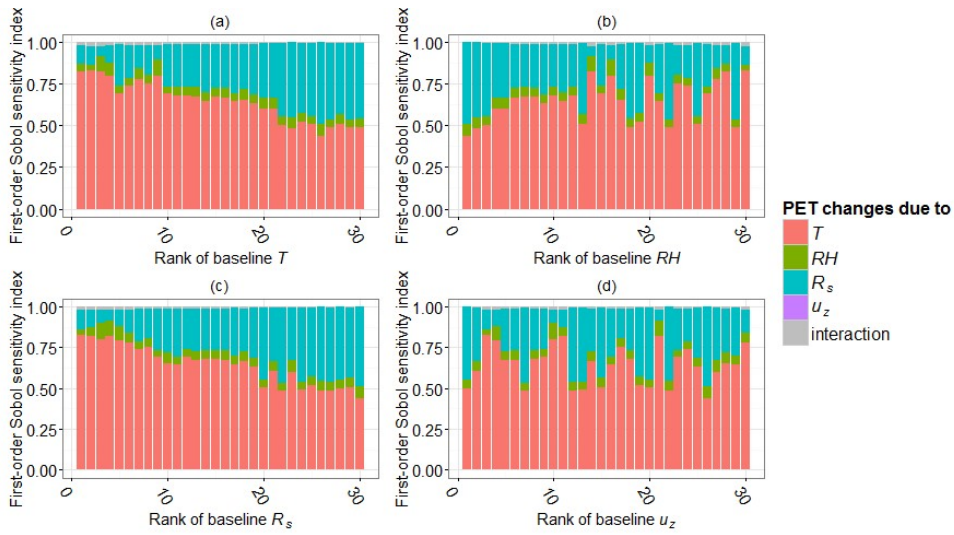 (a)
First-order Sobol sensitivity index
1.00
0.75
0.50
0.25
0.00
0
10
20
30
Rank of baseline T
(b)
First-order Sobol sensitivity index
1.00
0.75
0.50
0.25
0.00
0
10
20
30
Rank of baseline RH
(c)
First-order Sobol sensitivity index
1.00
0.75
0.50
0.25
0.00
0
10
20
30
Rank of baseline Rs
(d)
First-order Sobol sensitivity index
1.00
0.75
0.50
0.25
0.00
0
10
20
30
Rank of baseline uz
PET changes due to
T
RH
Rs
uz
interaction